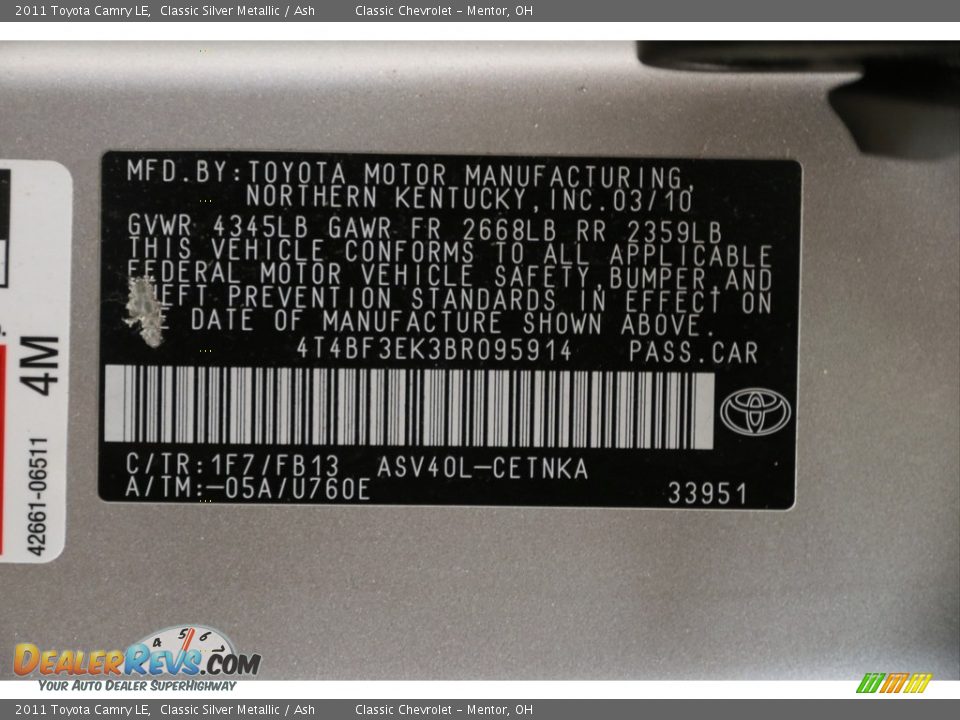 2011 Toyota Camry LE, Classic Silver Metallic / Ash Classic Chevrolet – Mentor, OH
MFD.BY:TOYOTA MOTOR MANUFACTURING,
NORTHERN KENTUCKY,INC.03/10
GVWR 4345LB GAWR FR 2668LB RR 2359LB
THIS VEHICLE CONFORMS TO ALL APPLICABLE
FEDERAL MOTOR VEHICLE SAFETY,BUMPER,AND
PREVENTION STANDARDS IN EFFECT ON
DATE OF MANUFACTURE SHOWN ABOVE.
4T4BF3EK3BR095914 PASS.CAR
C/TR:1F7/FB13 ASV40L-CETNKA
A/TM:-05A/U760E
33951
4M
42661-06511
4 5 6 7
DealerRevs.com
Your Auto Dealer SuperHighway
2011 Toyota Camry LE, Classic Silver Metallic / Ash Classic Chevrolet – Mentor, OH